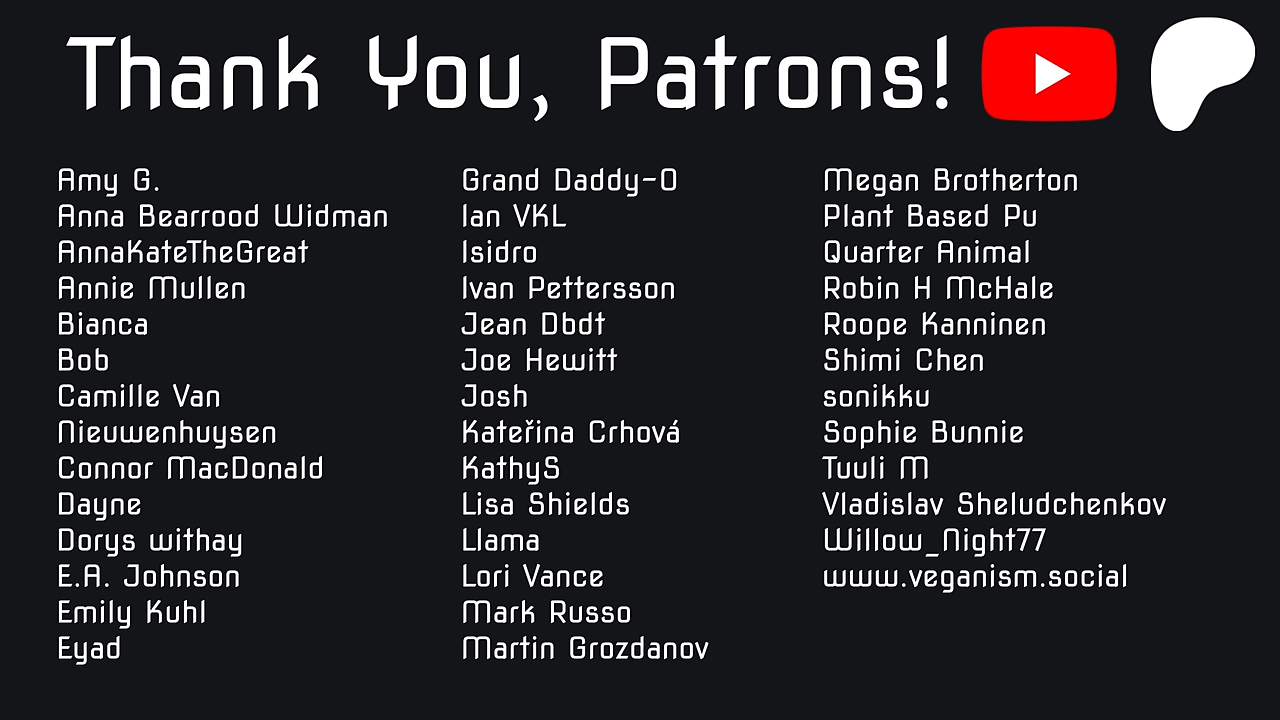 Thank You, Patrons!
Amy G.
Anna Bearrood Widman
AnnaKateTheGreat
Annie Mullen
Bianca
Bob
Camille Van
Nieuwenhuysen
Connor MacDonald
Dayne
Dorys withay
E.A. Johnson
Emily Kuhl
Eyad
Grand Daddy-O
Ian VKL
Isidro
Ivan Pettersson
Jean Dbdt
Joe Hewitt
Josh
Kateřina Crhová
KathyS
Lisa Shields
Llama
Lori Vance
Mark Russo
Martin Grozdanov
Megan Brotherton
Plant Based Pu
Quarter Animal
Robin H McHale
Roope Kanninen
Shimi Chen
sonikku
Sophie Bunnie
Tuuli M
Vladislav Sheludchenkov
Willow_Night77
www.veganism.social